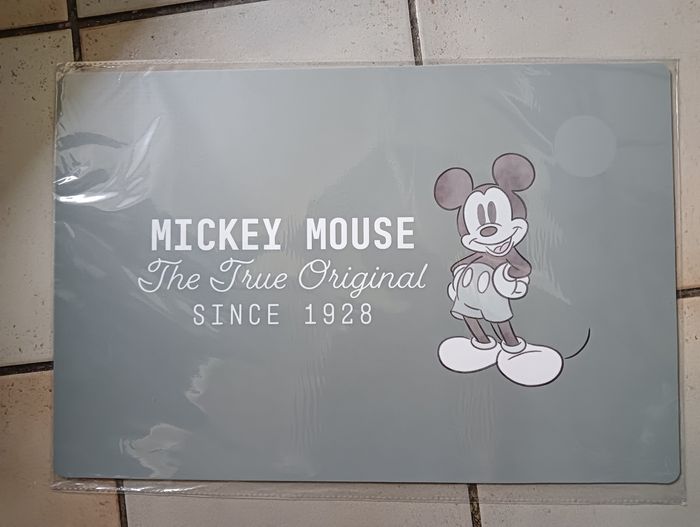 MICKEY MOUSE
The True Original
SINCE 1928